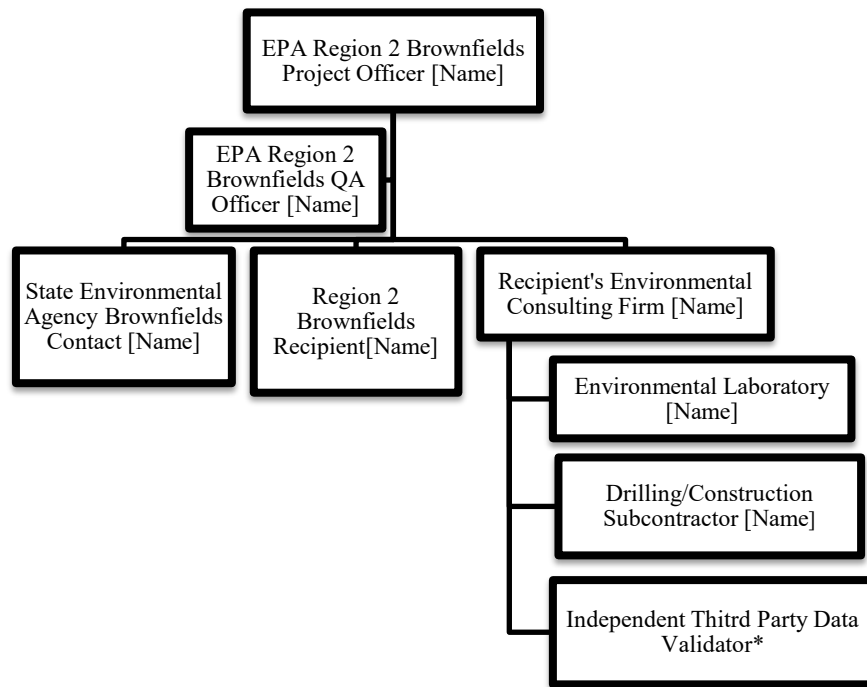 EPA Region 2 Brownfields
Project Officer [Name]
EPA Region 2
Brownfields QA
Officer [Name]
State Environmental
Agency Brownfields
Contact [Name]
Region 2
Brownfields
Recipient[Name]
Recipient's Environmental
Consulting Firm [Name]
Environmental Laboratory
[Name]
Drilling/Construction
Subcontractor [Name]
Independent Thitrd Party Data
Validator*